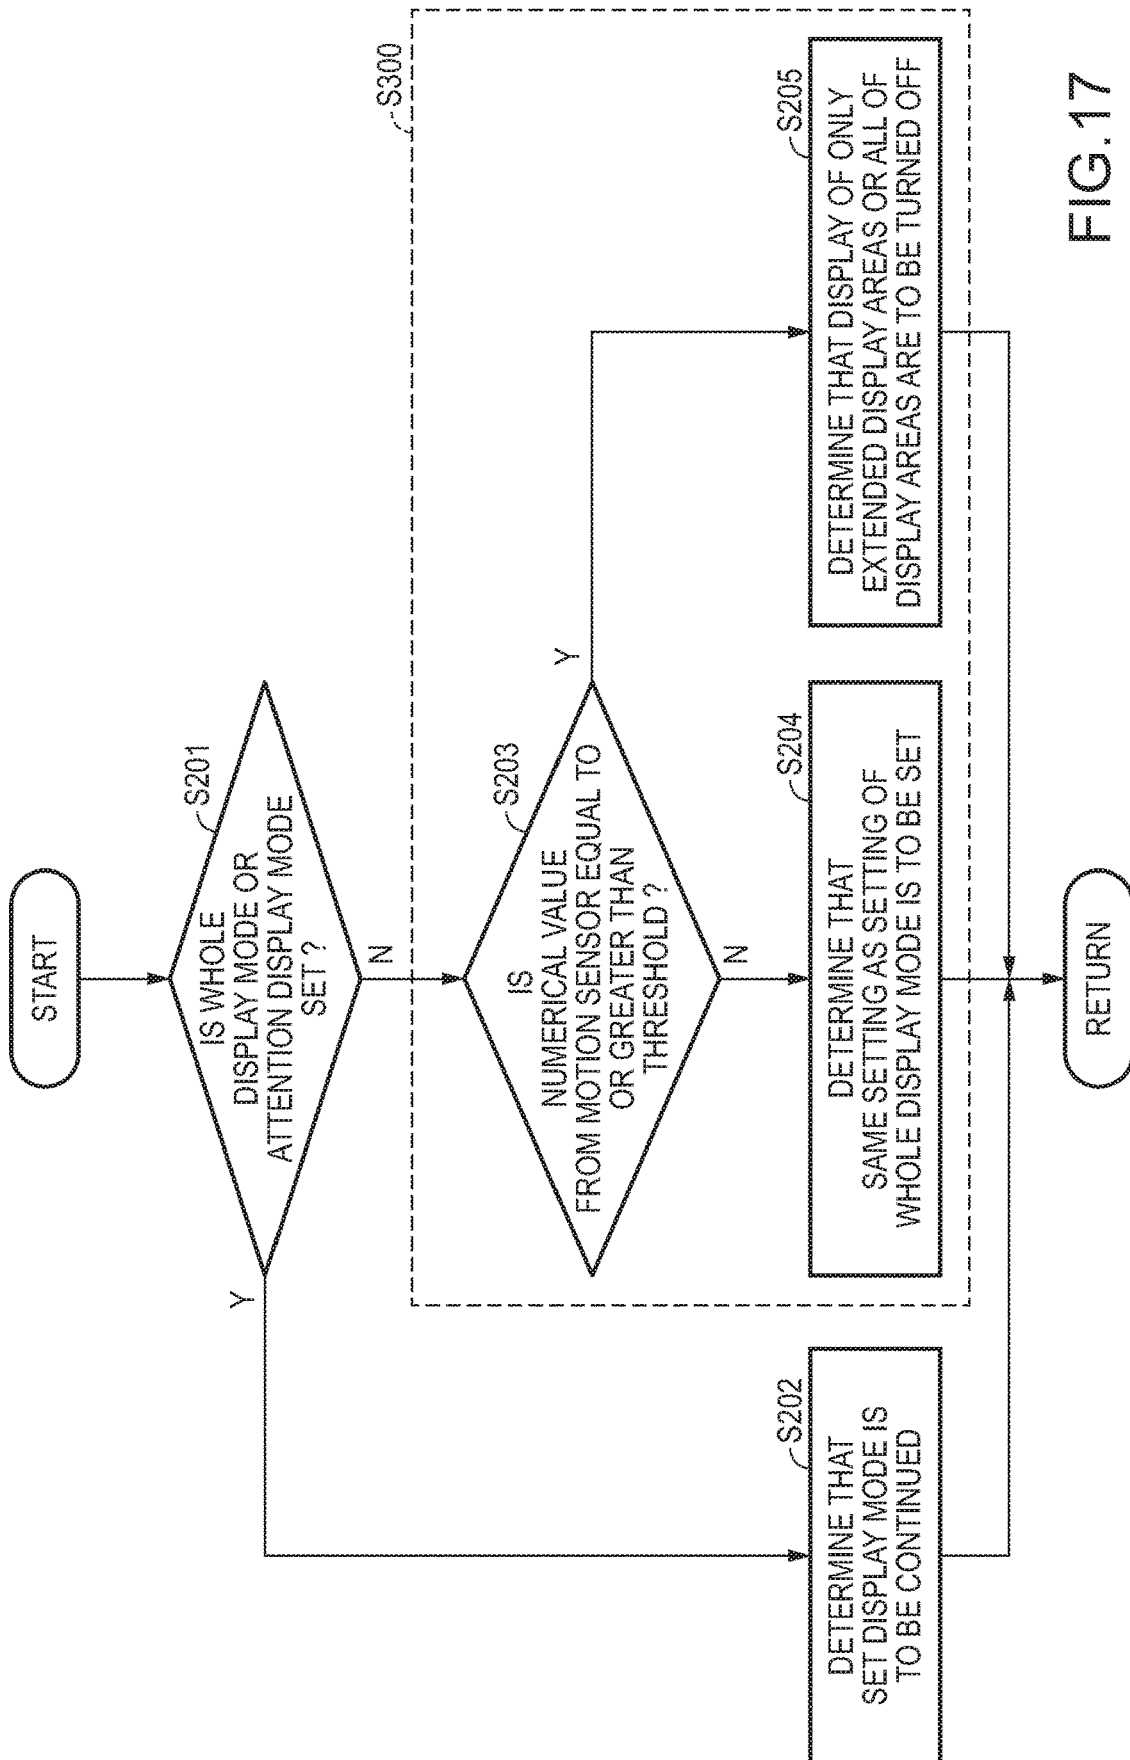 START
S201
IS WHOLE
DISPLAY MODE OR
ATTENTION DISPLAY MODE
SET ?
Y
N
S300
S203
IS
NUMERICAL VALUE
FROM MOTION SENSOR EQUAL TO
OR GREATER THAN
THRESHOLD ?
Y
N
S202
DETERMINE THAT
SET DISPLAY MODE IS
TO BE CONTINUED
S204
DETERMINE THAT
SAME SETTING AS SETTING OF
WHOLE DISPLAY MODE IS TO BE SET
S205
DETERMINE THAT DISPLAY OF ONLY
EXTENDED DISPLAY AREAS OR ALL OF
DISPLAY AREAS ARE TO BE TURNED OFF
RETURN
FIG.17